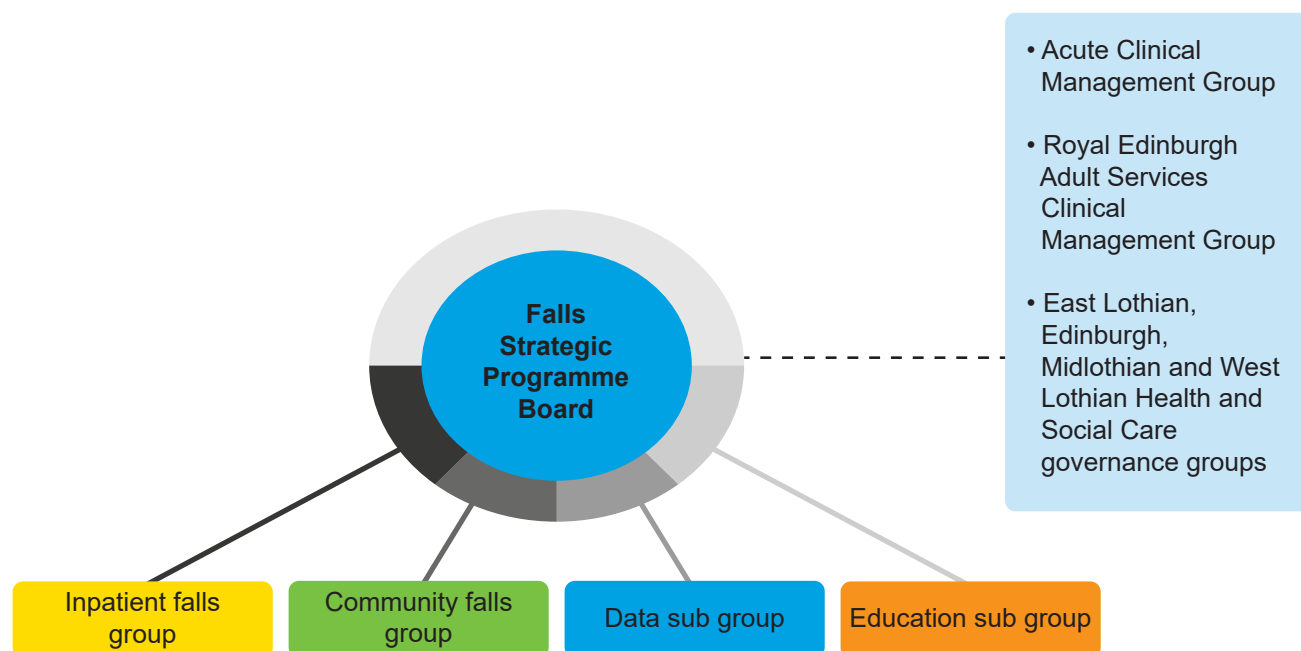 • Acute Clinical
Management Group
• Royal Edinburgh
Adult Services
Clinical
Management Group
• East Lothian,
Edinburgh,
Midlothian and West
Lothian Health and
Social Care
governance groups
Falls
Strategic
Programme
Board
Inpatient falls
group
Community falls
group
Data sub group
Education sub group